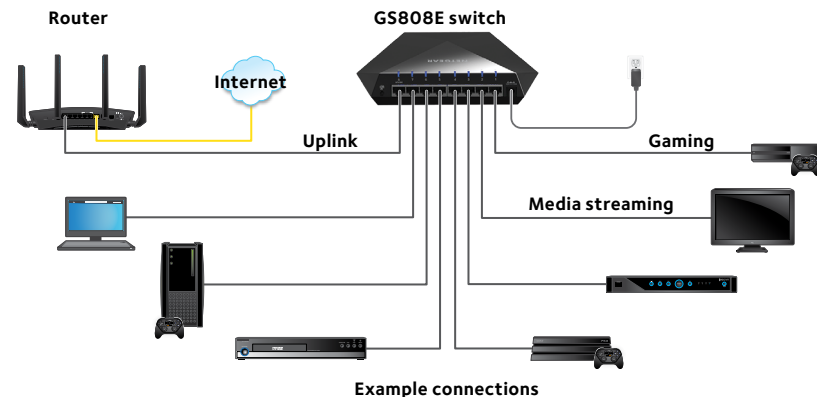 Router
GS808E switch
Internet
Uplink
Gaming
Media streaming
Example connections